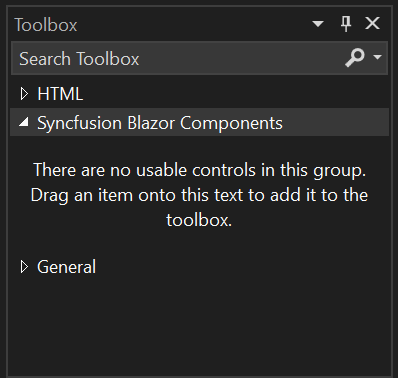 Toolbox
Search Toolbox
HTML
Syncfusion Blazor Components
There are no usable controls in this group.
Drag an item onto this text to add it to the
toolbox.
General